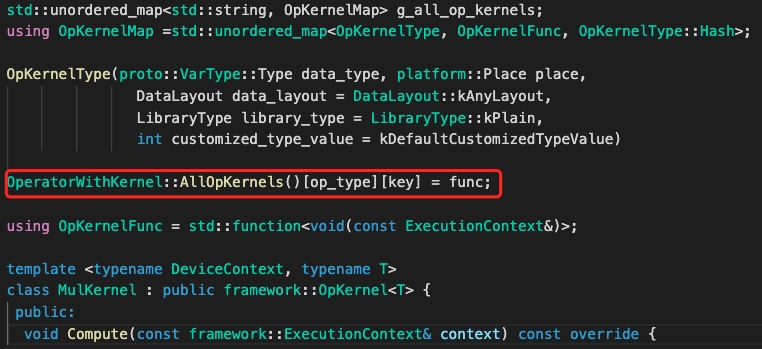 std::unordered_map<std::string, OpKernelMap> g_all_op_kernels;
using OpKernelMap =std::unordered_map<OpKernelType, OpKernelFunc, OpKernelType::Hash>;
OpKernelType(proto::VarType::Type data_type, platform::Place place,
DataLayout data_layout = DataLayout::kAnyLayout,
LibraryType library_type = LibraryType::kPlain,
int customized_type_value = kDefaultCustomizedTypeValue)
OperatorWithKernel::AllOpKernels()[op_type][key] = func;
using OpKernelFunc = std::function<void(const ExecutionContext&)>;
template <typename DeviceContext, typename T>
class MulKernel : public framework::OpKernel<T> {
public:
void Compute(const framework::ExecutionContext& context) const override {